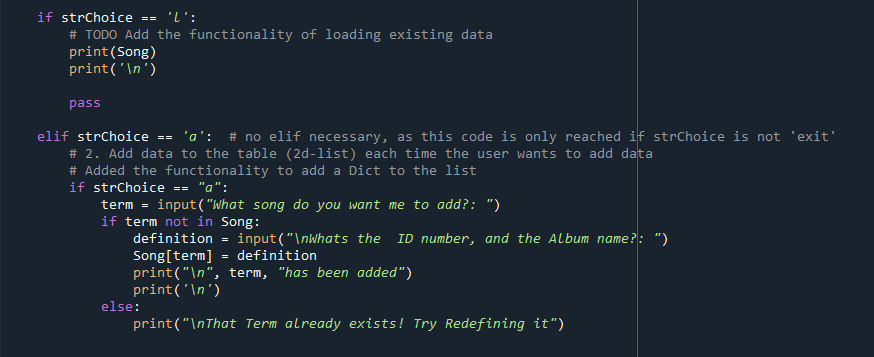 if strChoice == 'l':
    # TODO Add the functionality of loading existing data
    print(Song)
    print('\n')

    pass

elif strChoice == 'a':  # no elif necessary, as this code is only reached if strChoice is not 'exit'
    # 2. Add data to the table (2d-list) each time the user wants to add data
    # Added the functionality to add a Dict to the list
    if strChoice == "a":
        term = input("What song do you want me to add?: ")
        if term not in Song:
            definition = input("\nWhats the  ID number, and the Album name?: ")
            Song[term] = definition
            print("\n", term, "has been added")
            print('\n')
        else:
            print("\nThat Term already exists! Try Redefining it")